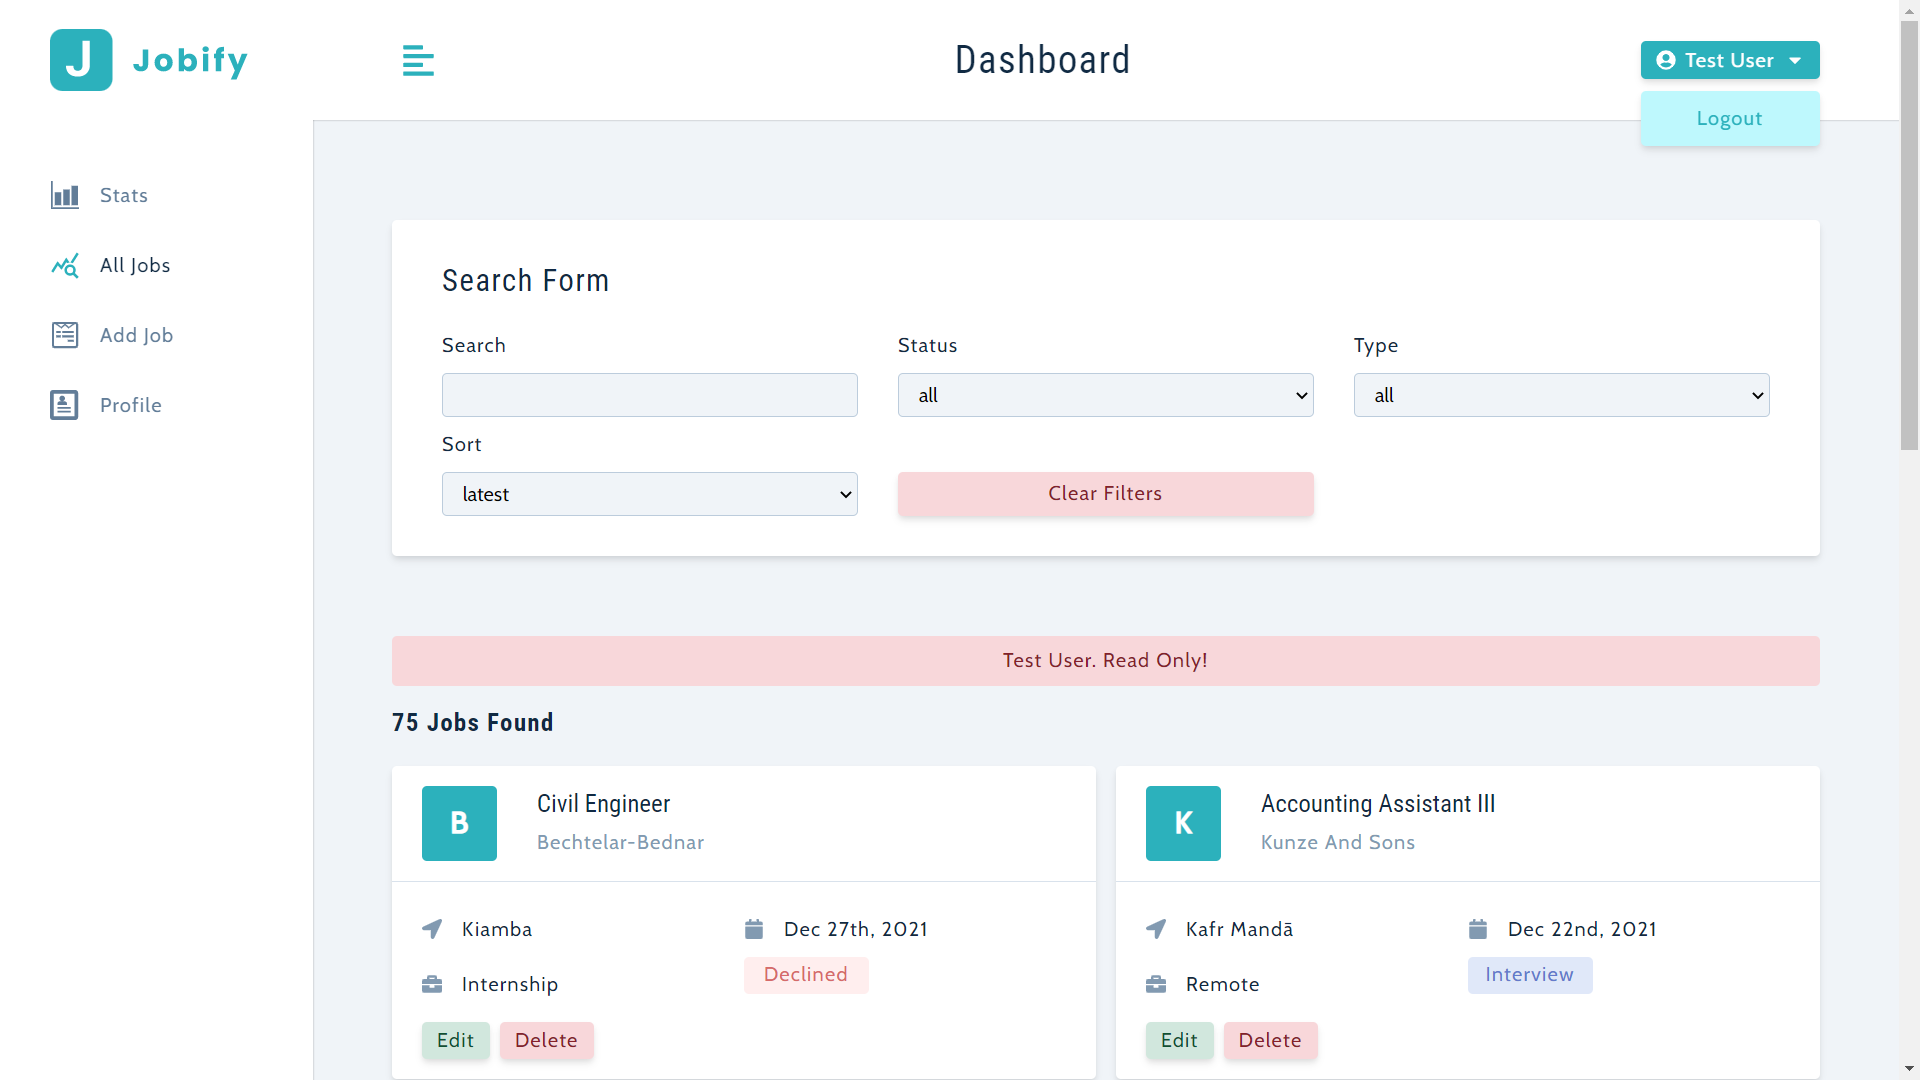 J Jobify
Dashboard
Test User
Logout
Stats
All Jobs
Add Job
Profile
Search Form
Search
Status
Type
all
all
Sort
latest
Clear Filters
Test User. Read Only!
75 Jobs Found
B
Civil Engineer
Bechtelar-Bednar
Kiamba
Dec 27th, 2021
Internship
Declined
Edit
Delete
K
Accounting Assistant III
Kunze And Sons
Kafr Mandā
Dec 22nd, 2021
Remote
Interview
Edit
Delete